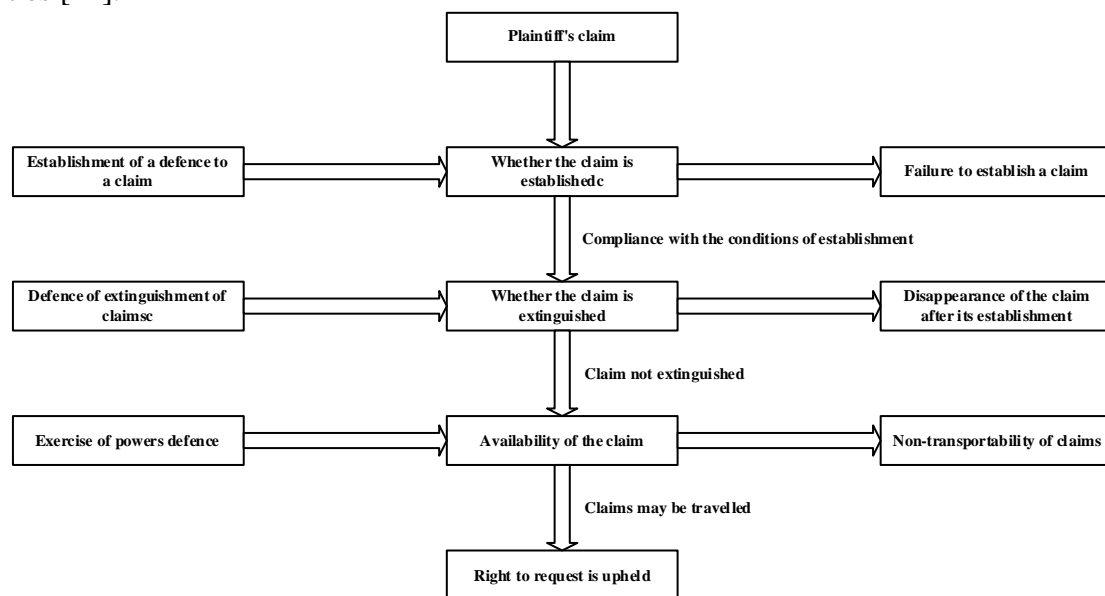 Plaintiff's claim
Establishment of a defence to
a claim
Whether the claim is
establishedc
Failure to establish a claim
Compliance with the conditions of establishment
Defence of extinguishment of
claimsc
Whether the claim is
extinguished
Disappearance of the claim
after its establishment
Claim not extinguished
Exercise of powers defence
Availability of the claim
Non-transportability of claims
Claims may be travelled
Right to request is upheld